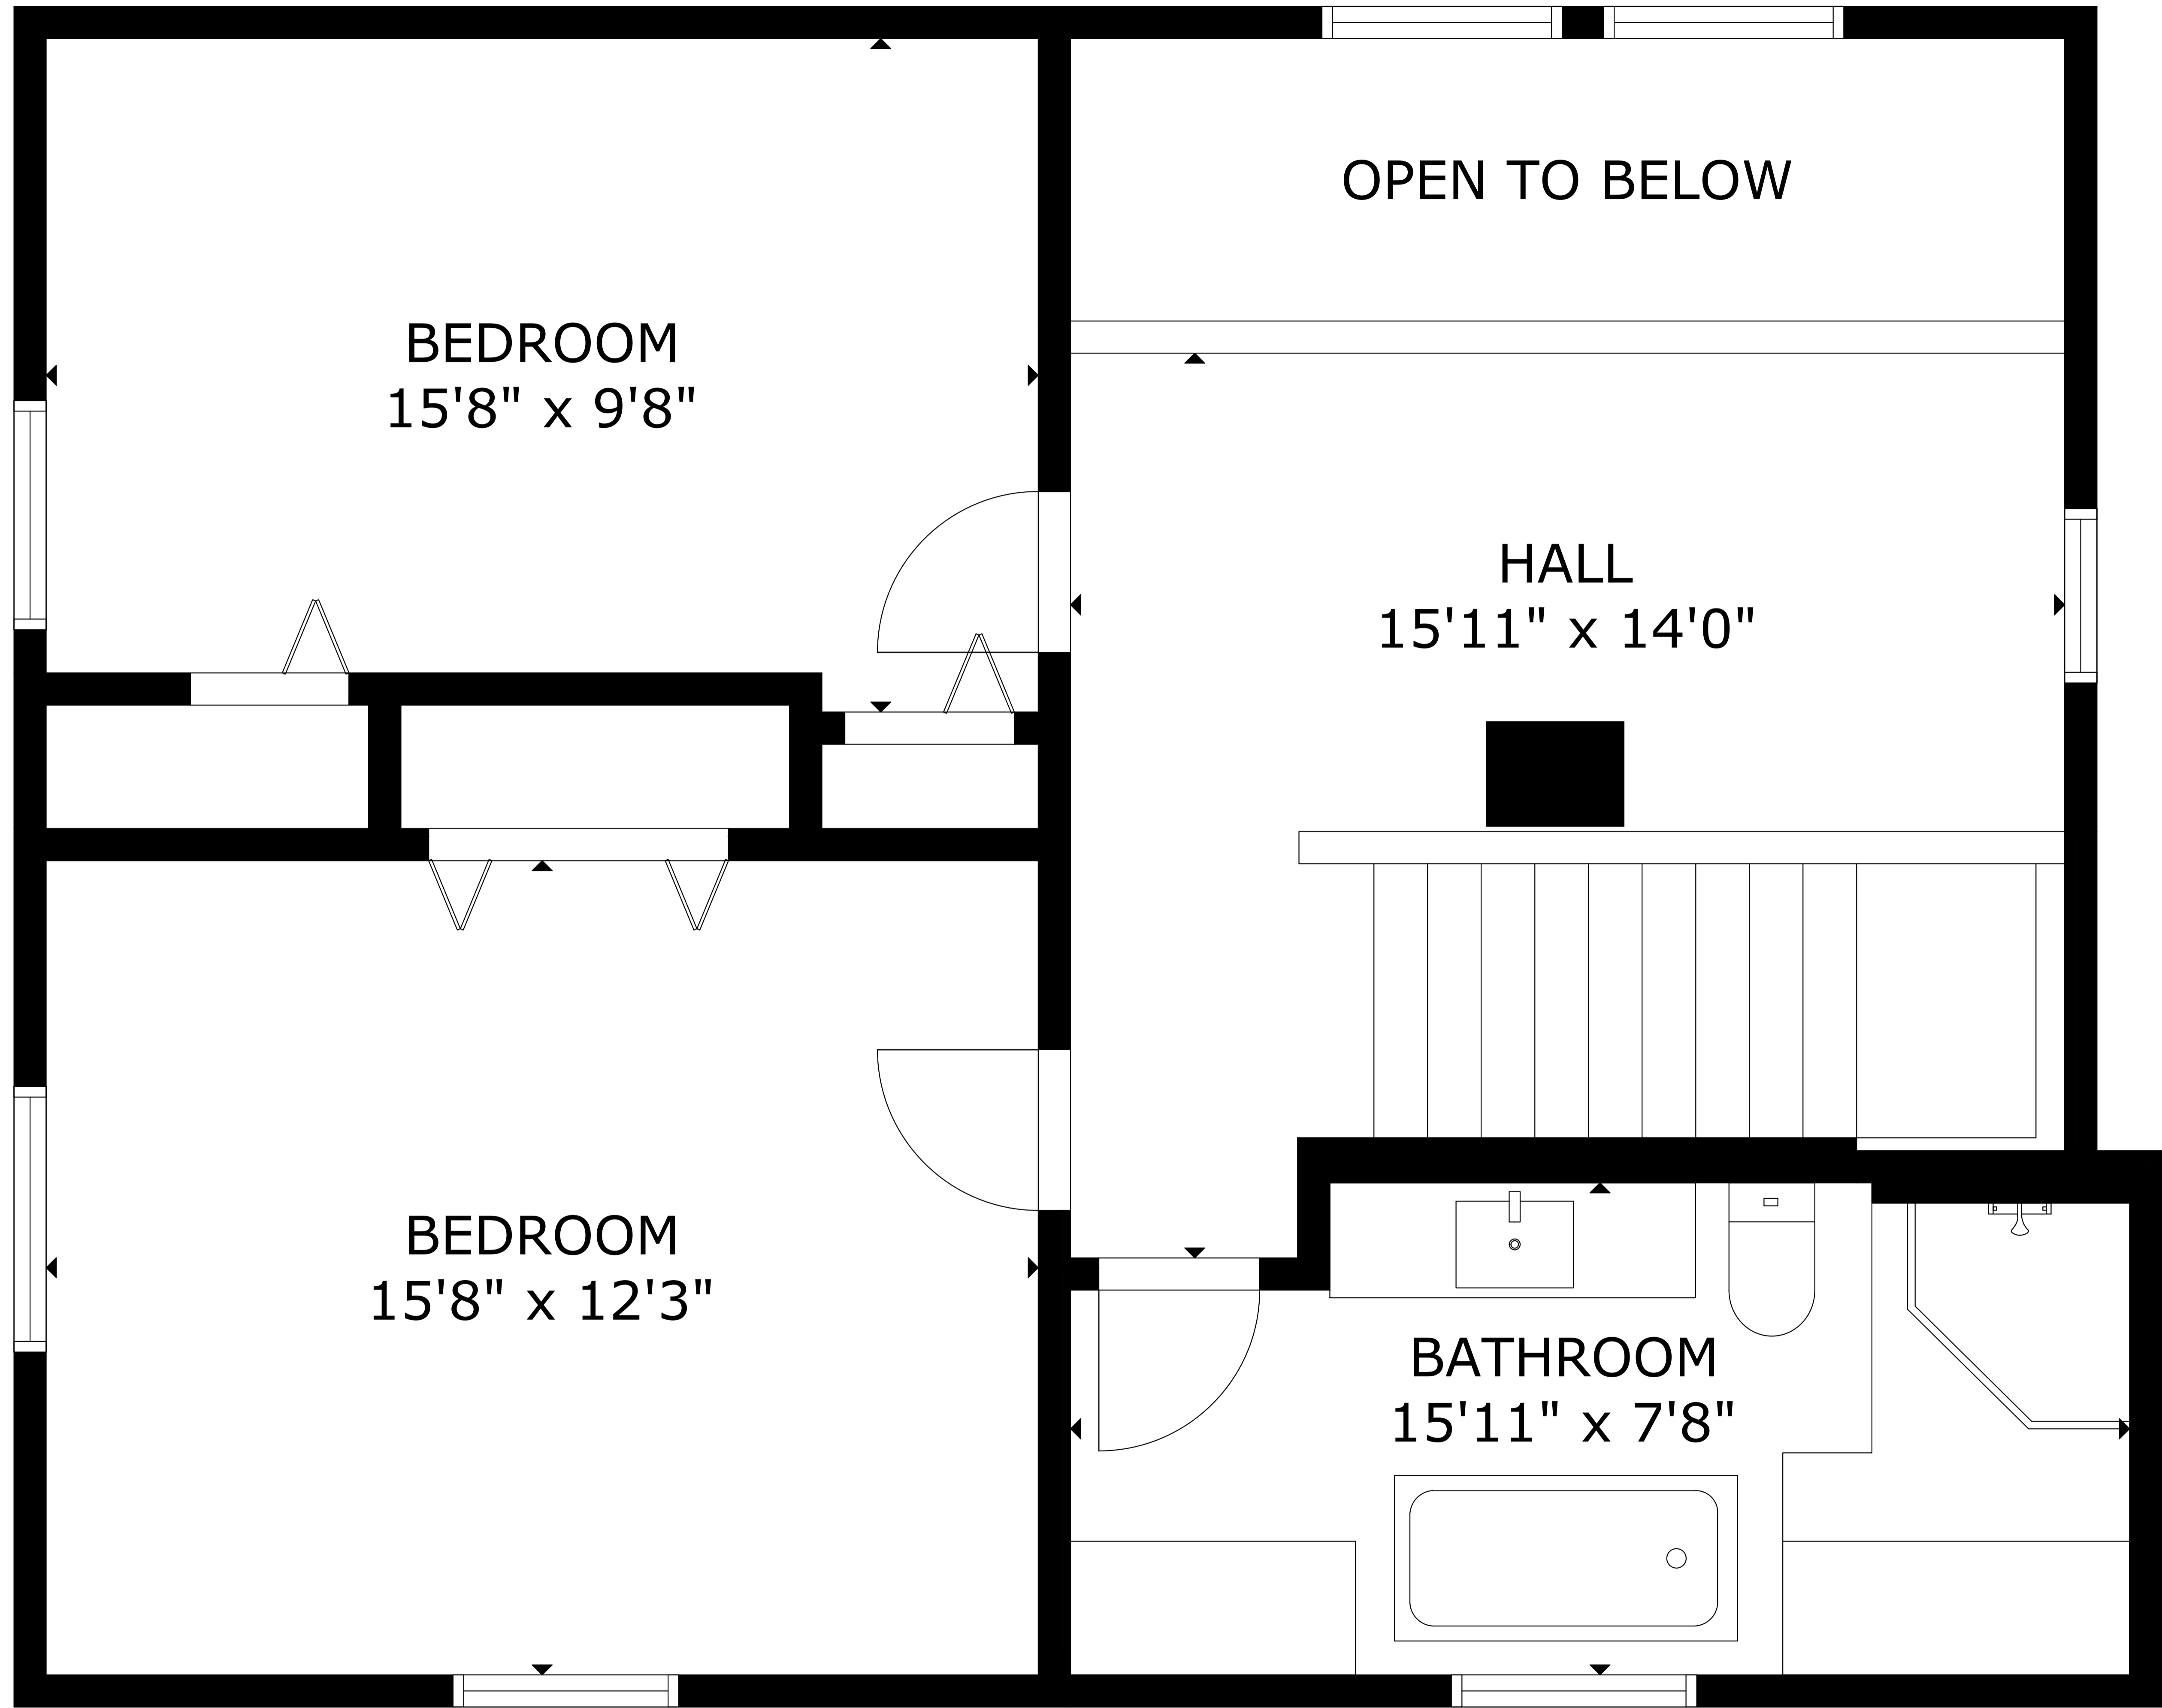 OPEN TO BELOW
BEDROOM
15'8" x 9'8"
HALL
15'11" x 14'0"
BEDROOM
15'8" x 12'3"
BATHROOM
15'11" x 7'8"